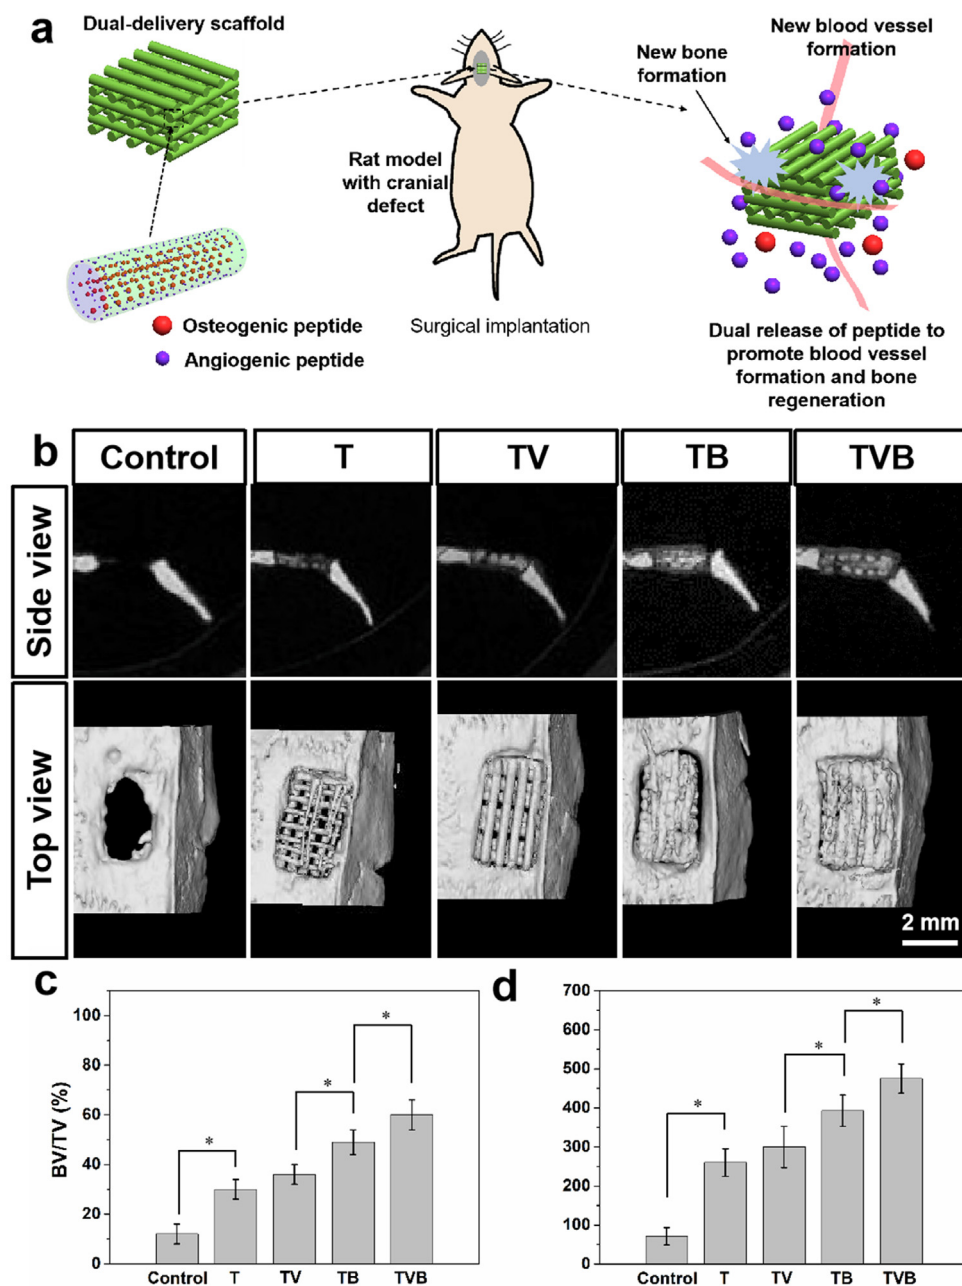 a
Dual-delivery scaffold
Rat model
with cranial
defect
Surgical implantation
New bone
formation
New blood vessel
formation
Osteogenic peptide
Angiogenic peptide
Dual release of peptide to
promote blood vessel
formation and bone
regeneration
b
Control
T
TV
TB
TVB
Side view
Top view
2 mm
c
BV/TV (%)
100
80
60
40
20
0
*
*
*
Control
T
TV
TB
TVB
d
700
600
500
400
300
200
100
0
*
*
*
Control
T
TV
TB
TVB